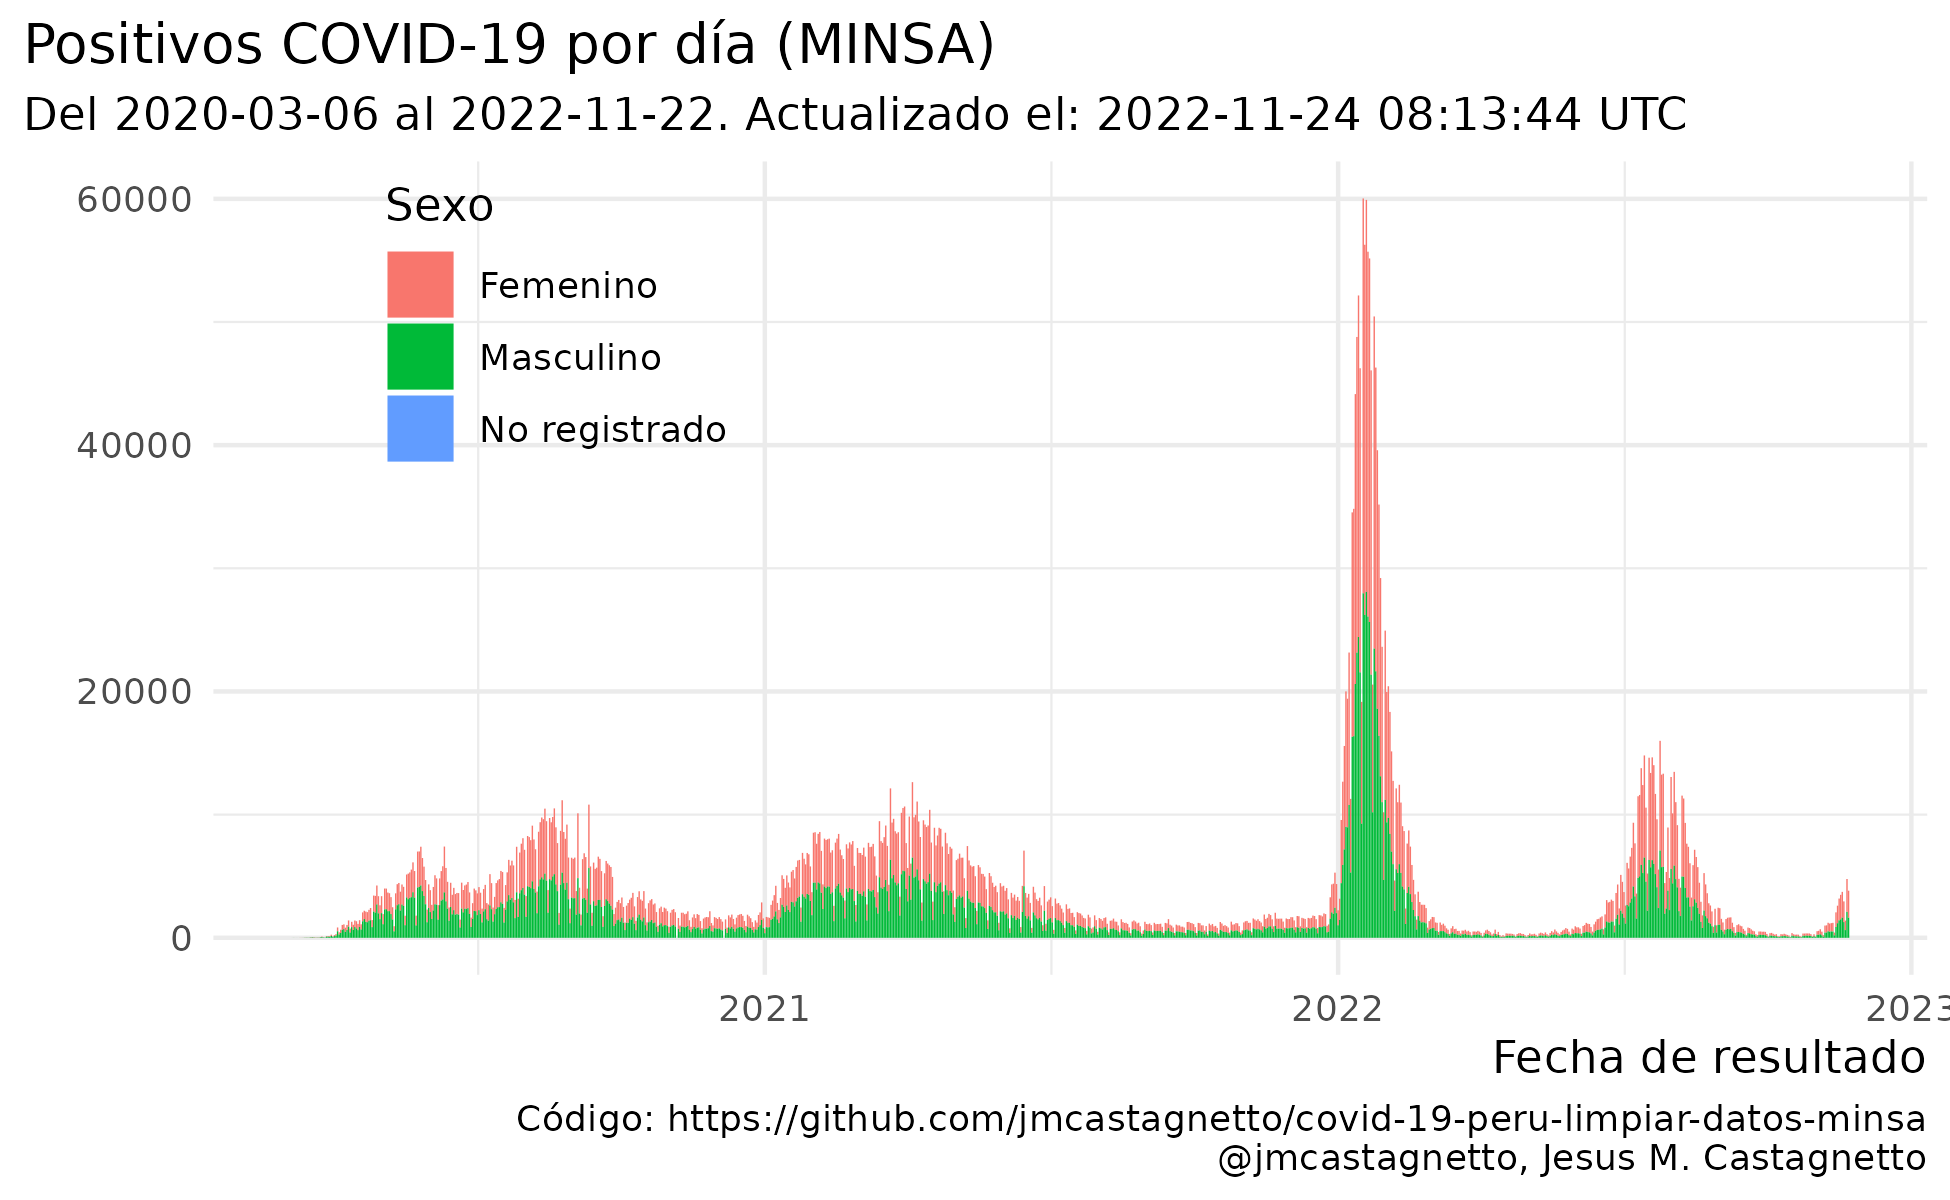 Positivos COVID-19 por día (MINSA)
Del 2020-03-06 al 2022-11-22. Actualizado el: 2022-11-24 08:13:44 UTC
60000
40000
20000
0
Sexo
Femenino
Masculino
No registrado
2021
2022
2023
Fecha de resultado
Código: https://github.com/jmcastagnetto/covid-19-peru-limpiar-datos-minsa
@jmcastagnetto, Jesus M. Castagnetto